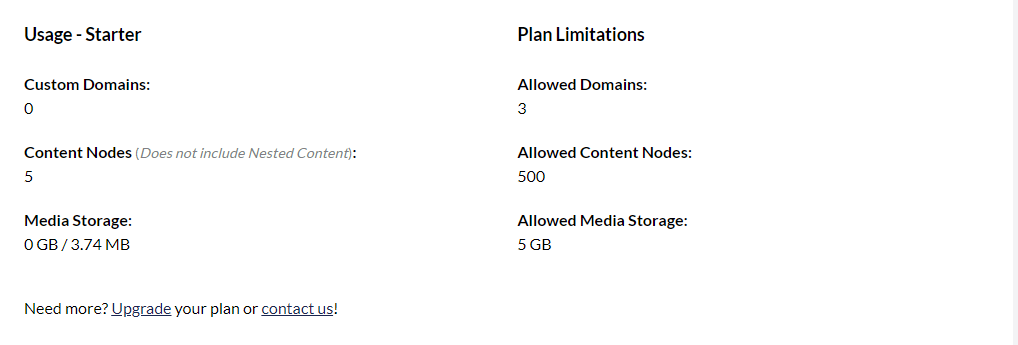 Usage - Starter
Custom Domains:
0
Content Nodes (Does not include Nested Content):
5
Media Storage:
0 GB / 3.74 MB
Plan Limitations
Allowed Domains:
3
Allowed Content Nodes:
500
Allowed Media Storage:
5 GB
Need more? Upgrade your plan or contact us!